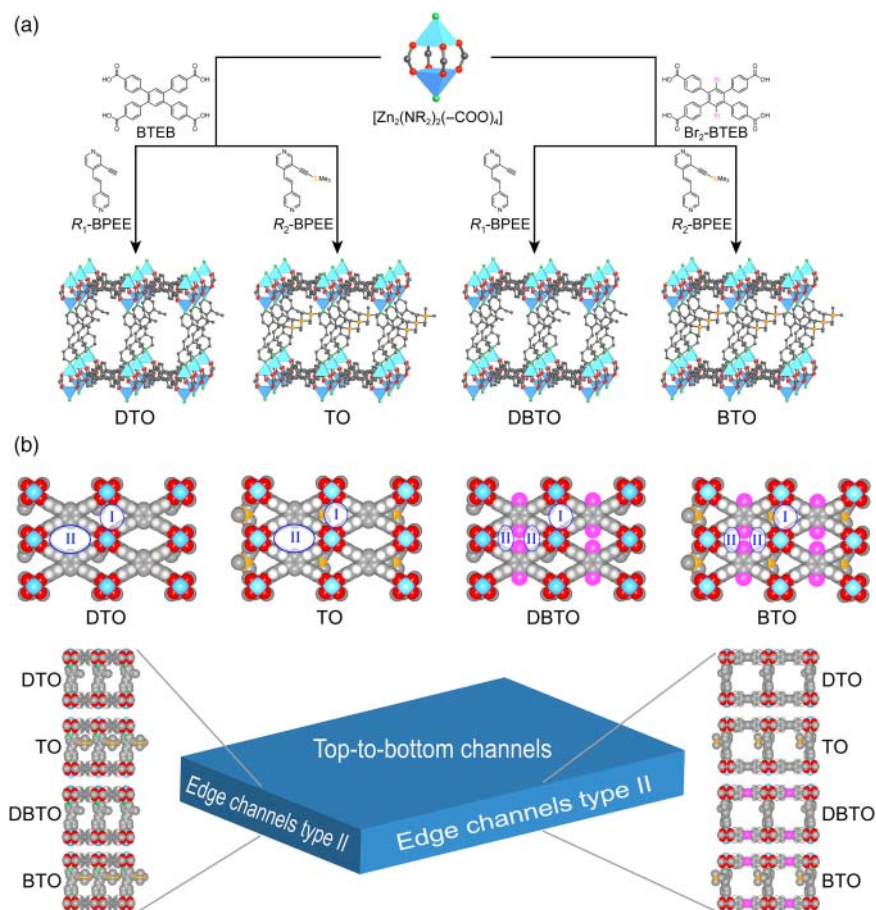 (a)
[Zn₂(NR₂)₂(–COO)₄]
BTEB
Br₂-BTEB
R₁-BPEE
R₂-BPEE
R₁-BPEE
R₂-BPEE
DTO
TO
DBTO
BTO
(b)
I
II
I
II
I
II
II
I
II
II
DTO
TO
DBTO
BTO
DTO
TO
DBTO
BTO
Top-to-bottom channels
Edge channels type II
Edge channels type II
DTO
TO
DBTO
BTO